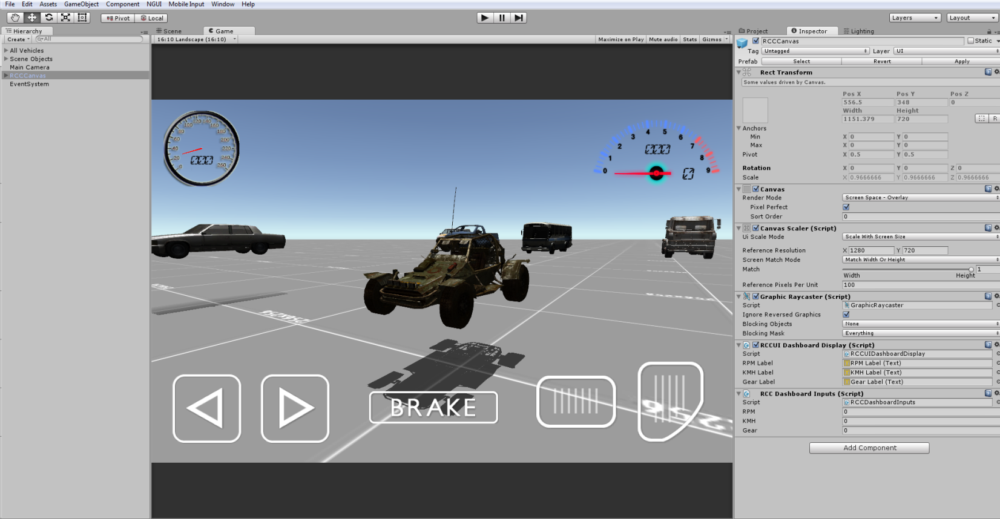 File Edit Assets GameObject Component NGUI Mobile Input Window Help
Pivot Local Layers Layout
Hierarchy Scene Game Project Inspector Lighting
Create All 16:10 Landscape (16:10) Maximize on Play Mute audio Stats Gizmos
All Vehicles
Scene Objects
Main Camera
RCCCanvas
EventSystem
0 20 40 60 80 100 120 140 160 180 200 220 240 260
0000
0 1 2 3 4 5 6 7 8 9
0000
0
256x256
256
BRAKE
RCCCanvas Static
Tag Untagged Layer UI
Prefab Select Revert Apply
Rect Transform
Some values driven by Canvas.
Pos X Pos Y Pos Z
556.5 348 0
Width Height
1151.379 720 R
Anchors
Min X 0 Y 0
Max X 0 Y 0
Pivot X 0.5 Y 0.5
Rotation X 0 Y 0 Z 0
Scale X 0.9666666 Y 0.9666666 Z 0.9666666
Canvas
Render Mode Screen Space - Overlay
Pixel Perfect
Sort Order 0
Canvas Scaler (Script)
Ui Scale Mode Scale With Screen Size
Reference Resolution X 1280 Y 720
Screen Match Mode Match Width Or Height
Match 1
Width Height
Reference Pixels Per Unit 100
Graphic Raycaster (Script)
Script GraphicRaycaster
Ignore Reversed Graphics
Blocking Objects None
Blocking Mask Everything
RCCUI Dashboard Display (Script)
Script RCCUIDashboardDisplay
RPM Label RPM Label (Text)
KMH Label KMH Label (Text)
Gear Label Gear Label (Text)
RCC Dashboard Inputs (Script)
Script RCCDashboardInputs
RPM 0
KMH 0
Gear 0
Add Component